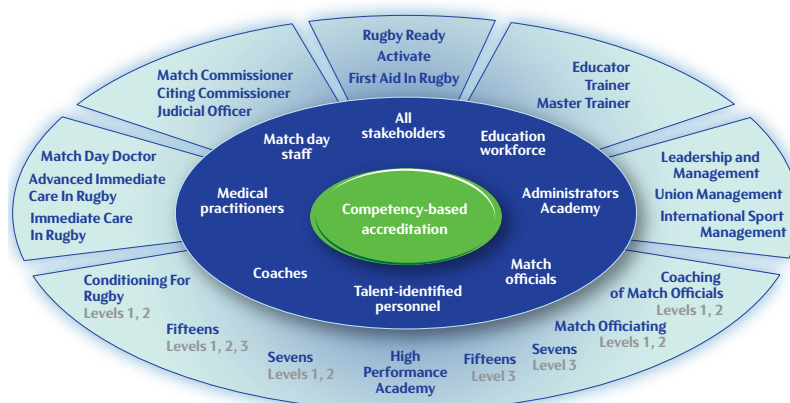 Rugby Ready
Activate
First Aid In Rugby
Match Commissioner
Citing Commissioner
Judicial Officer
Educator
Trainer
Master Trainer
Match Day Doctor
Advanced Immediate
Care In Rugby
Immediate Care
In Rugby
Leadership and
Management
Union Management
International Sport
Management
All
stakeholders
Match day
staff
Education
workforce
Medical
practitioners
Administrators
Academy
Competency-based
accreditation
Coaches
Match
officials
Talent-identified
personnel
Conditioning For
Rugby
Levels 1, 2
Fifteens
Levels 1, 2, 3
Sevens
Levels 1, 2
High
Performance
Academy
Fifteens
Level 3
Sevens
Level 3
Match Officiating
Levels 1, 2
Coaching
of Match Officials
Levels 1, 2